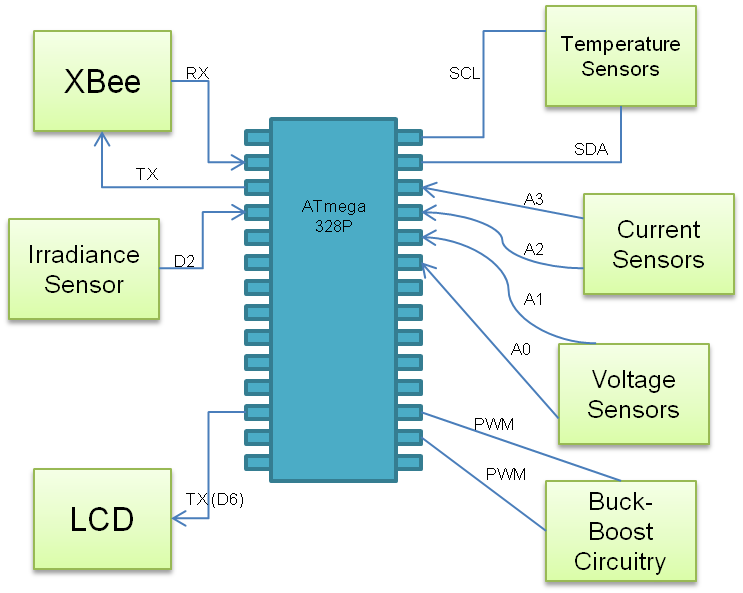 XBee
RX
TX
Irradiance
Sensor
D2
LCD
TX (D6)
ATmega
328P
SCL
Temperature
Sensors
SDA
A3
A2
Current
Sensors
A1
A0
Voltage
Sensors
PWM
PWM
Buck-
Boost
Circuitry